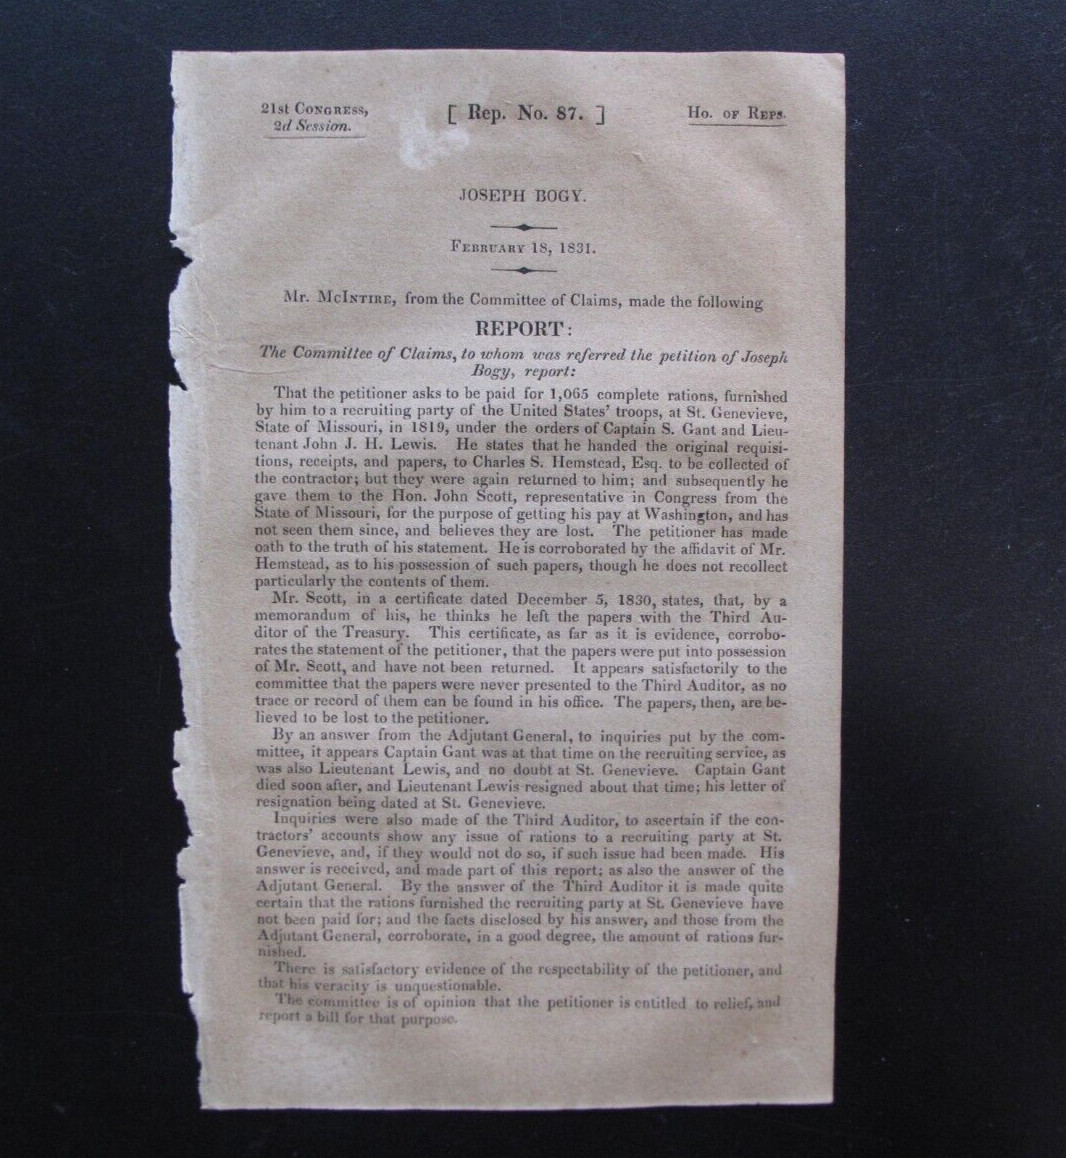 21st Congress,
2d Session.
[ Rep. No. 87. ]
Ho. of Reps.
JOSEPH BOGY.
February 18, 1831.
Mr. McIntire, from the Committee of Claims, made the following
REPORT:
The Committee of Claims, to whom was referred the petition of Joseph
Bogy, report:
That the petitioner asks to be paid for 1,065 complete rations, furnished
by him to a recruiting party of the United States' troops, at St. Genevieve,
State of Missouri, in 1819, under the orders of Captain S. Gant and Lieu-
tenant John J. H. Lewis. He states that he handed the original requisi-
tions, receipts, and papers, to Charles S. Hemstead, Esq. to be collected of
the contractor; but they were again returned to him; and subsequently he
gave them to the Hon. John Scott, representative in Congress from the
State of Missouri, for the purpose of getting his pay at Washington, and has
not seen them since, and believes they are lost. The petitioner has made
oath to the truth of his statement. He is corroborated by the affidavit of Mr.
Hemstead, as to his possession of such papers, though he does not recollect
particularly the contents of them.
Mr. Scott, in a certificate dated December 5, 1830, states, that, by a
memorandum of his, he thinks he left the papers with the Third Au-
ditor of the Treasury. This certificate, as far as it is evidence, corrobo-
rates the statement of the petitioner, that the papers were put into possession
of Mr. Scott, and have not been returned. It appears satisfactorily to the
committee that the papers were never presented to the Third Auditor, as no
trace or record of them can be found in his office. The papers, then, are be-
lieved to be lost to the petitioner.
By an answer from the Adjutant General, to inquiries put by the com-
mittee, it appears Captain Gant was at that time on the recruiting service, as
was also Lieutenant Lewis, and no doubt at St. Genevieve. Captain Gant
died soon after, and Lieutenant Lewis resigned about that time; his letter of
resignation being dated at St. Genevieve.
Inquiries were also made of the Third Auditor, to ascertain if the con-
tractors' accounts show any issue of rations to a recruiting party at St.
Genevieve, and, if they would not do so, if such issue had been made. His
answer is received, and made part of this report; as also the answer of the
Adjutant General. By the answer of the Third Auditor it is made quite
certain that the rations furnished the recruiting party at St. Genevieve have
not been paid for; and the facts disclosed by his answer, and those from the
Adjutant General, corroborate, in a good degree, the amount of rations fur-
nished.
There is satisfactory evidence of the respectability of the petitioner, and
that his veracity is unquestionable.
The committee is of opinion that the petitioner is entitled to relief, and
report a bill for that purpose.